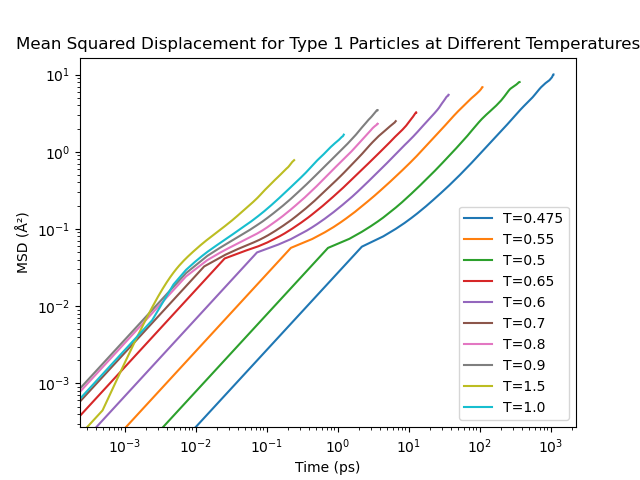 Mean Squared Displacement for Type 1 Particles at Different Temperatures
MSD (Å²)
10¹
10⁰
10⁻¹
10⁻²
10⁻³
10⁻³ 10⁻² 10⁻¹ 10⁰ 10¹ 10² 10³
Time (ps)
T=0.475
T=0.55
T=0.5
T=0.65
T=0.6
T=0.7
T=0.8
T=0.9
T=1.5
T=1.0